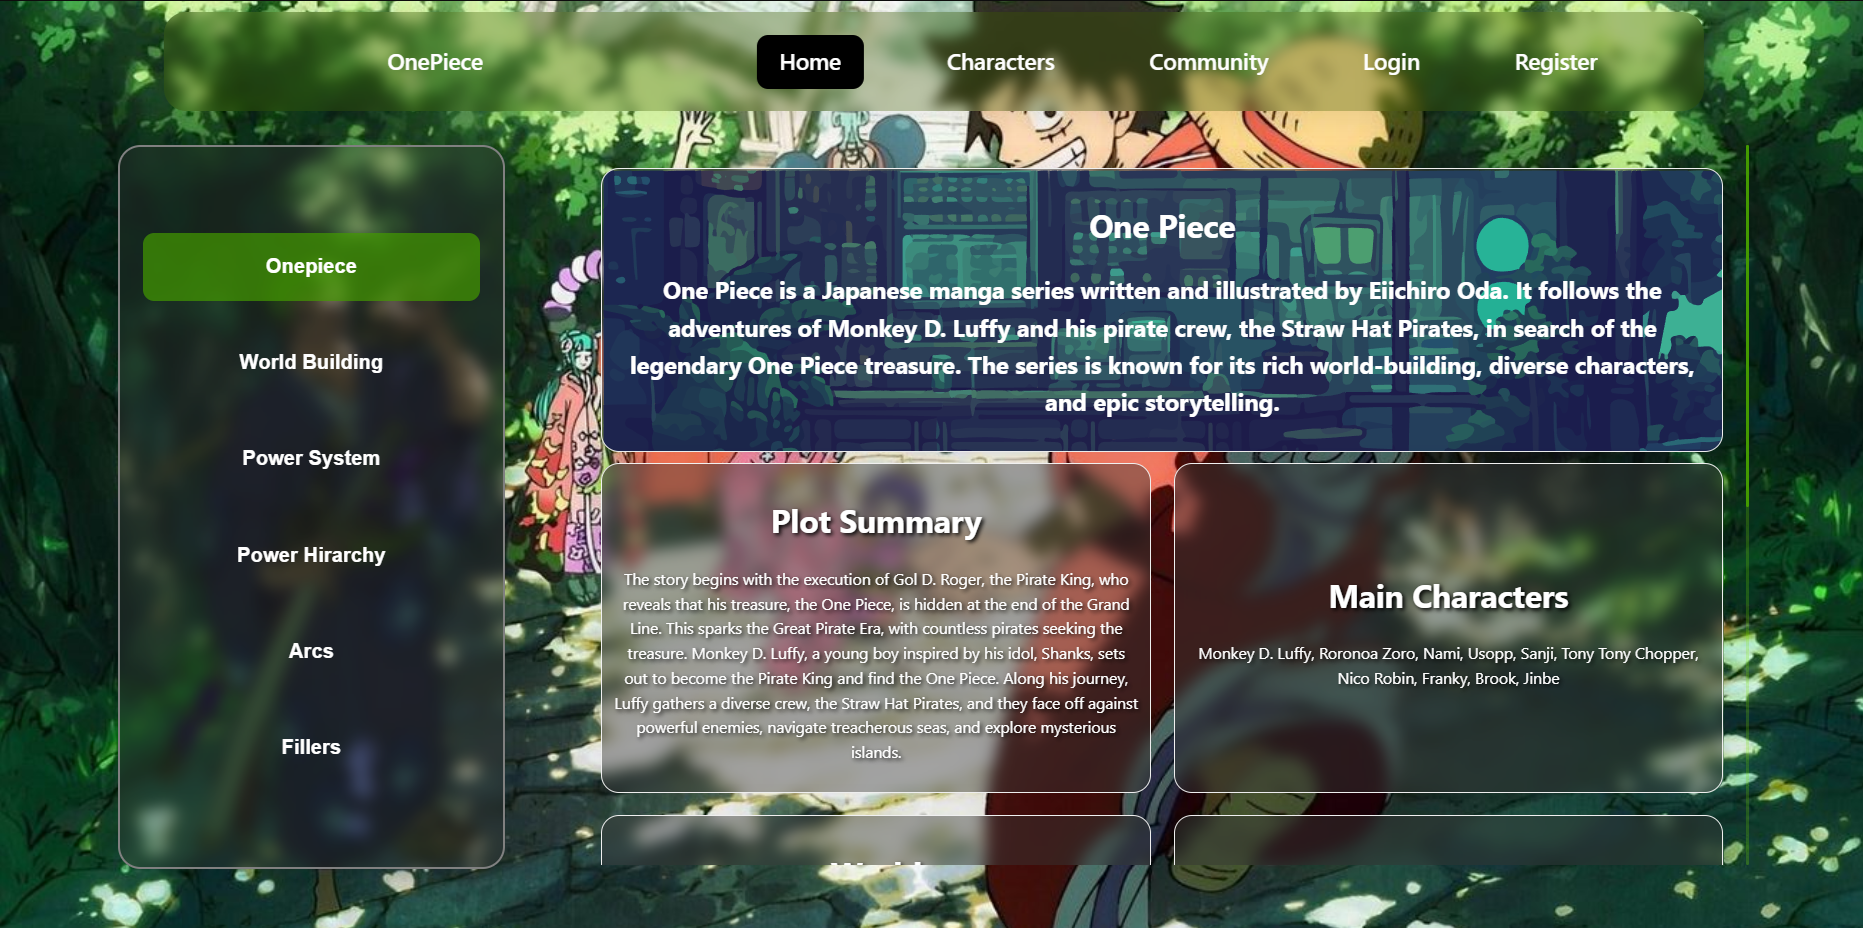 OnePiece
Home
Characters
Community
Login
Register
Onepiece
World Building
Power System
Power Hirarchy
Arcs
Fillers
One Piece
One Piece is a Japanese manga series written and illustrated by Eiichiro Oda. It follows the
adventures of Monkey D. Luffy and his pirate crew, the Straw Hat Pirates, in search of the
legendary One Piece treasure. The series is known for its rich world-building, diverse characters,
and epic storytelling.
Plot Summary
The story begins with the execution of Gol D. Roger, the Pirate King, who
reveals that his treasure, the One Piece, is hidden at the end of the Grand
Line. This sparks the Great Pirate Era, with countless pirates seeking the
treasure. Monkey D. Luffy, a young boy inspired by his idol, Shanks, sets
out to become the Pirate King and find the One Piece. Along his journey,
Luffy gathers a diverse crew, the Straw Hat Pirates, and they face off against
powerful enemies, navigate treacherous seas, and explore mysterious
islands.
Main Characters
Monkey D. Luffy, Roronoa Zoro, Nami, Usopp, Sanji, Tony Tony Chopper,
Nico Robin, Franky, Brook, Jinbe